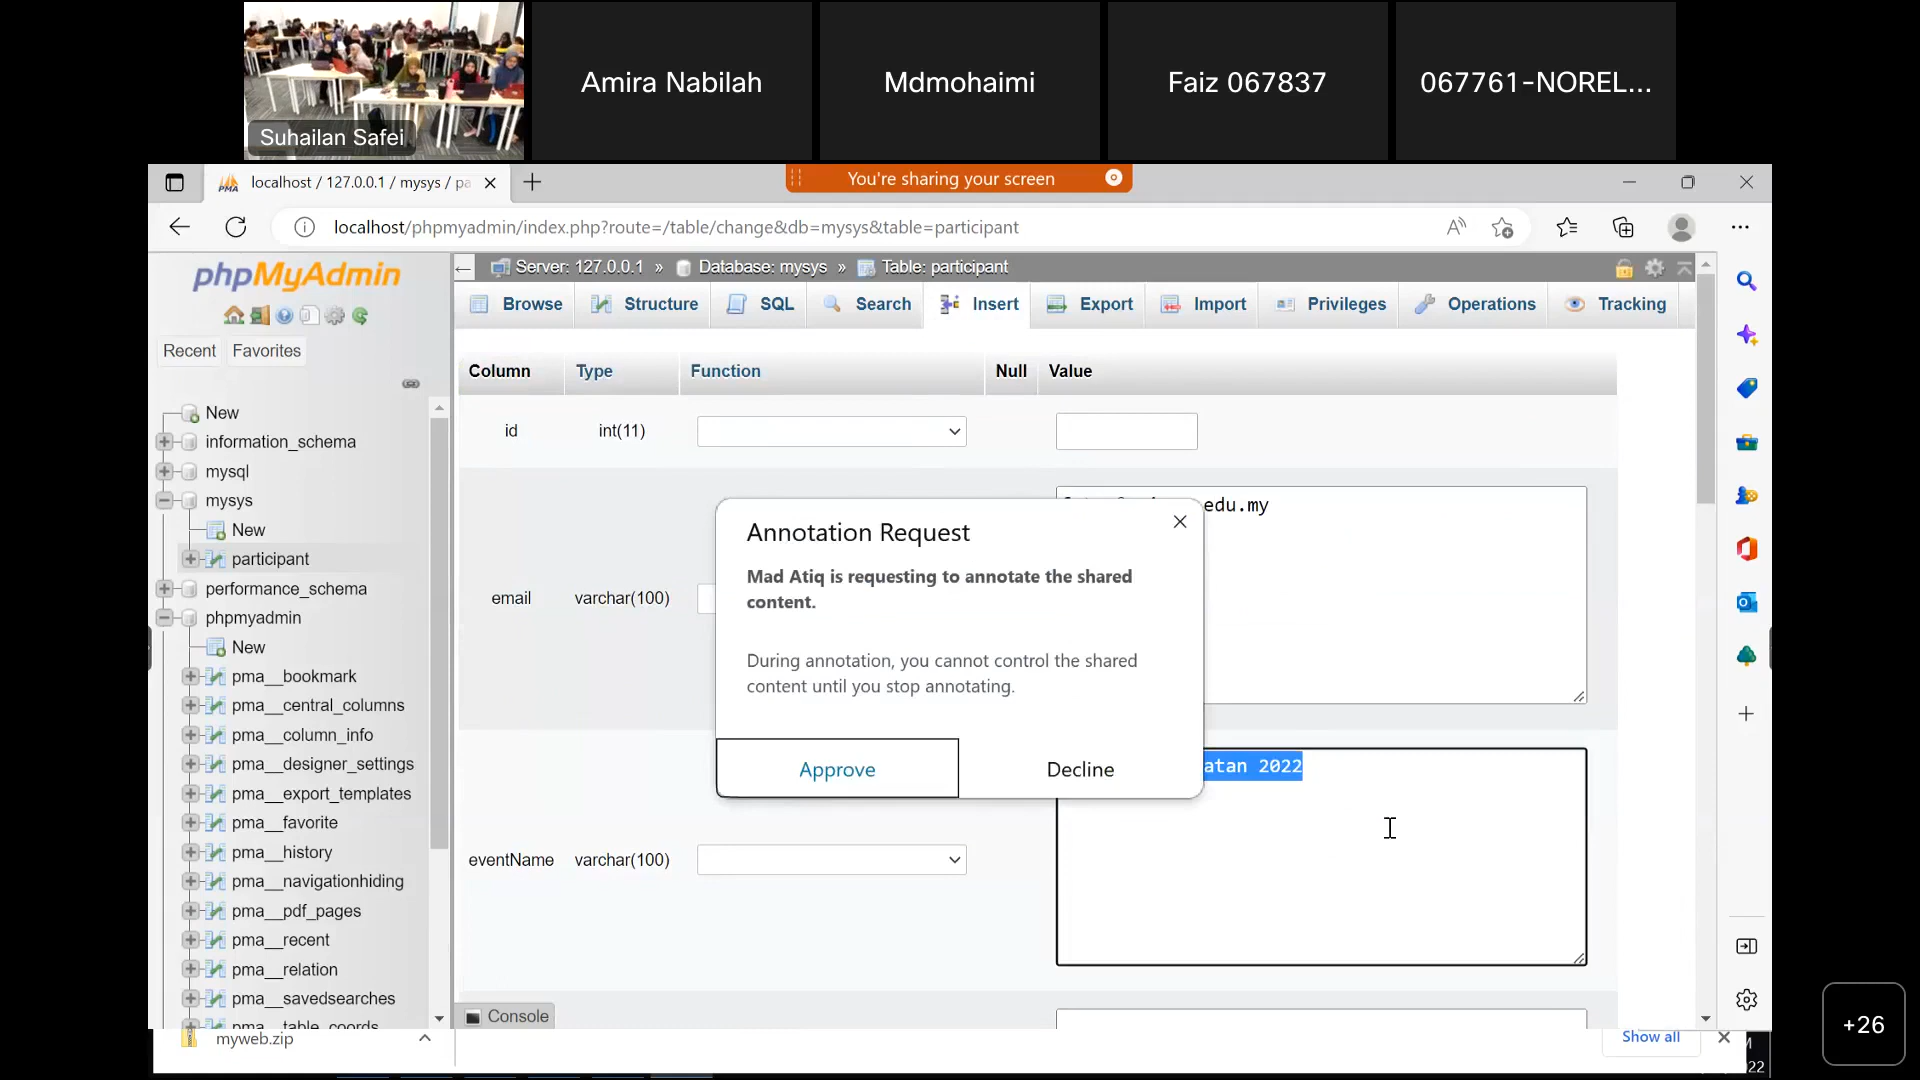 Suhailan Safei
Amira Nabilah
Mdmohaimi
Faiz 067837
067761-NOREL...
PMA
localhost / 127.0.0.1 / mysys / pa
You're sharing your screen
localhost/phpmyadmin/index.php?route=/table/change&db=mysys&table=participant
phpMyAdmin
Server: 127.0.0.1 » Database: mysys » Table: participant
Browse
Structure
SQL
Search
Insert
Export
Import
Privileges
Operations
Tracking
Recent
Favorites
New
information_schema
mysql
mysys
New
participant
performance_schema
phpmyadmin
New
pma__bookmark
pma__central_columns
pma__column_info
pma__designer_settings
pma__export_templates
pma__favorite
pma__history
pma__navigationhiding
pma__pdf_pages
pma__recent
pma__relation
pma__savedsearches
pma__table_coords
Column Type Function Null Value
id int(11)
email varchar(100)
edu.my
eventName varchar(100)
atan 2022
Annotation Request
Mad Atiq is requesting to annotate the shared
content.
During annotation, you cannot control the shared
content until you stop annotating.
Approve
Decline
Console
myweb.zip
Show all
M
22
+26